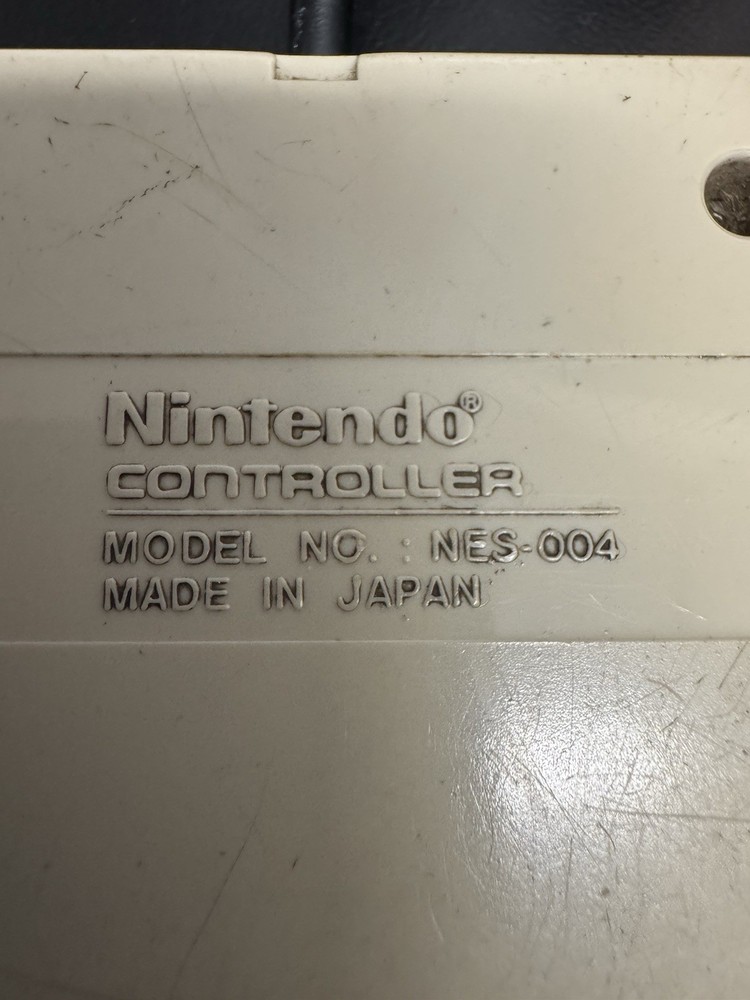 Nintendo®
CONTROLLER
MODEL NO. : NES-004
MADE IN JAPAN